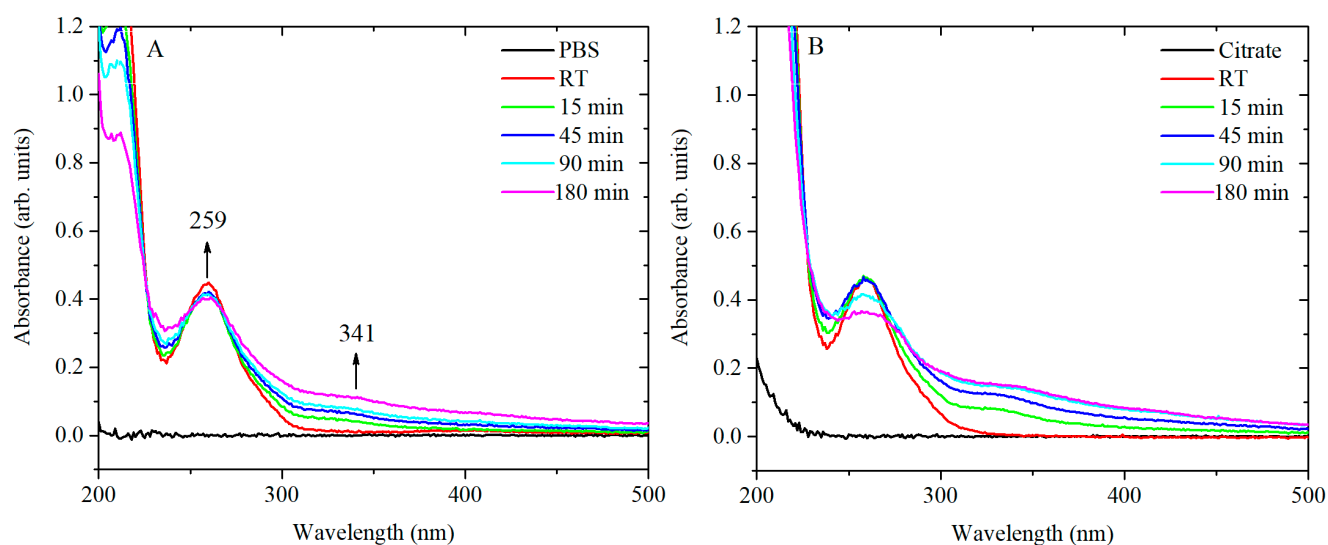 A
PBS
RT
15 min
45 min
90 min
180 min
259
341
1.2
1.0
0.8
0.6
0.4
0.2
0.0
Absorbance (arb. units)
200
300
400
500
Wavelength (nm)
B
Citrate
RT
15 min
45 min
90 min
180 min
1.2
1.0
0.8
0.6
0.4
0.2
0.0
Absorbance (arb. units)
200
300
400
500
Wavelength (nm)